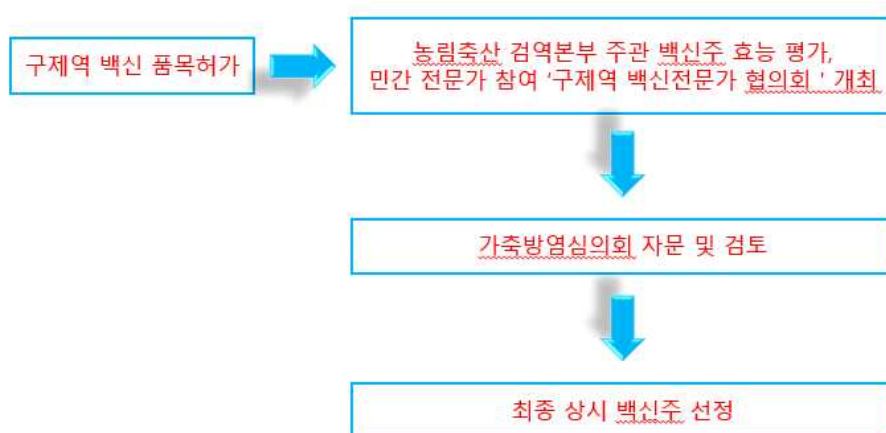 구제역 백신 품목허가
농림축산 검역본부 주관 백신주 효능 평가,
민간 전문가 참여 ‘구제역 백신전문가 협의회 ' 개최
가축방염심의회 자문 및 검토
최종 상시 백신주 선정